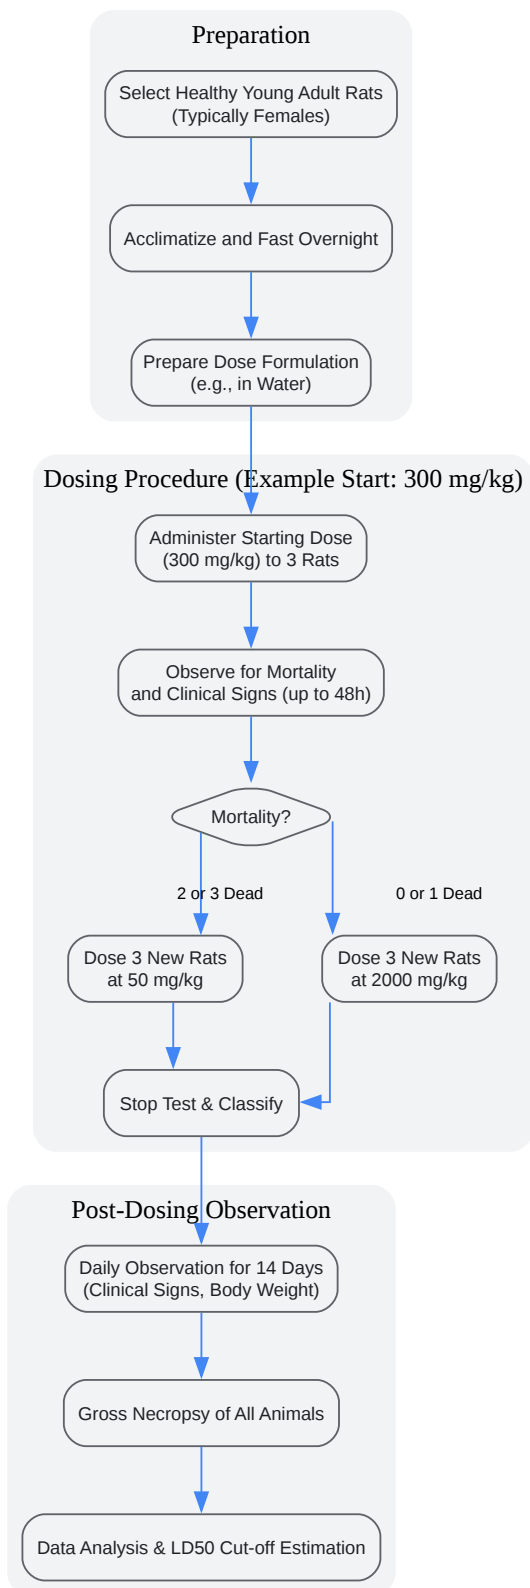 Preparation
Select Healthy Young Adult Rats
(Typically Females)
Acclimatize and Fast Overnight
Prepare Dose Formulation
(e.g., in Water)
Dosing Procedure (Example Start: 300 mg/kg)
Administer Starting Dose
(300 mg/kg) to 3 Rats
Observe for Mortality
and Clinical Signs (up to 48h)
Mortality?
2 or 3 Dead
0 or 1 Dead
Dose 3 New Rats
at 50 mg/kg
Dose 3 New Rats
at 2000 mg/kg
Stop Test & Classify
Post-Dosing Observation
Daily Observation for 14 Days
(Clinical Signs, Body Weight)
Gross Necropsy of All Animals
Data Analysis & LD50 Cut-off Estimation